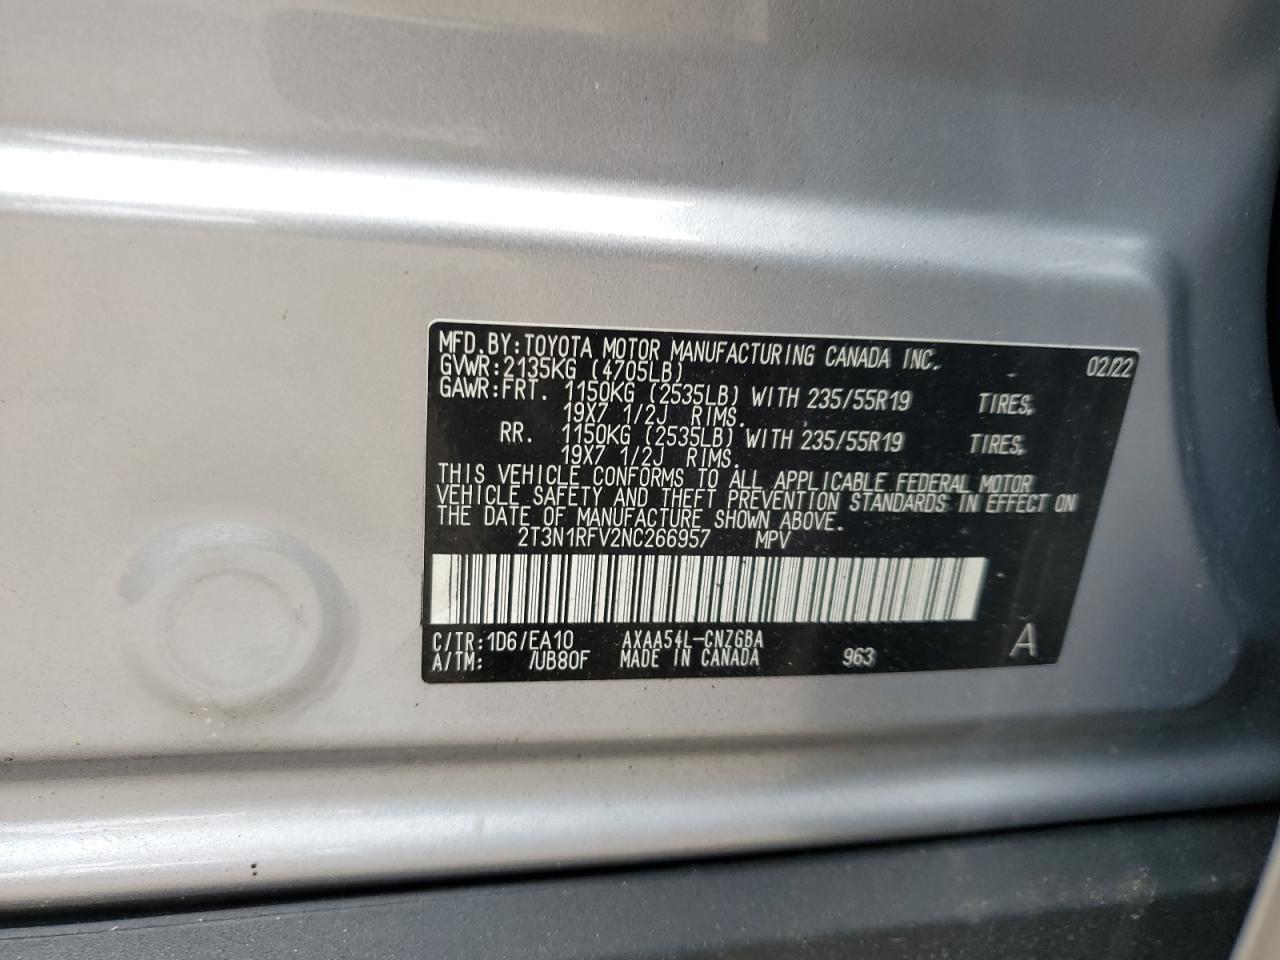 MFD.BY:TOYOTA MOTOR MANUFACTURING CANADA INC. 02/22
GVWR:2135KG (4705LB)
GAWR:FRT. 1150KG (2535LB) WITH 235/55R19 TIRES,
19X7 1/2J RIMS.
RR. 1150KG (2535LB) WITH 235/55R19 TIRES,
19X7 1/2J RIMS.
THIS VEHICLE CONFORMS TO ALL APPLICABLE FEDERAL MOTOR
VEHICLE SAFETY AND THEFT PREVENTION STANDARDS IN EFFECT ON
THE DATE OF MANUFACTURE SHOWN ABOVE.
2T3N1RFV2NC266957 MPV
C/TR:1D6/EA10 AXAA54L-CNZGBA
A/TM: /UB80F MADE IN CANADA 963 A